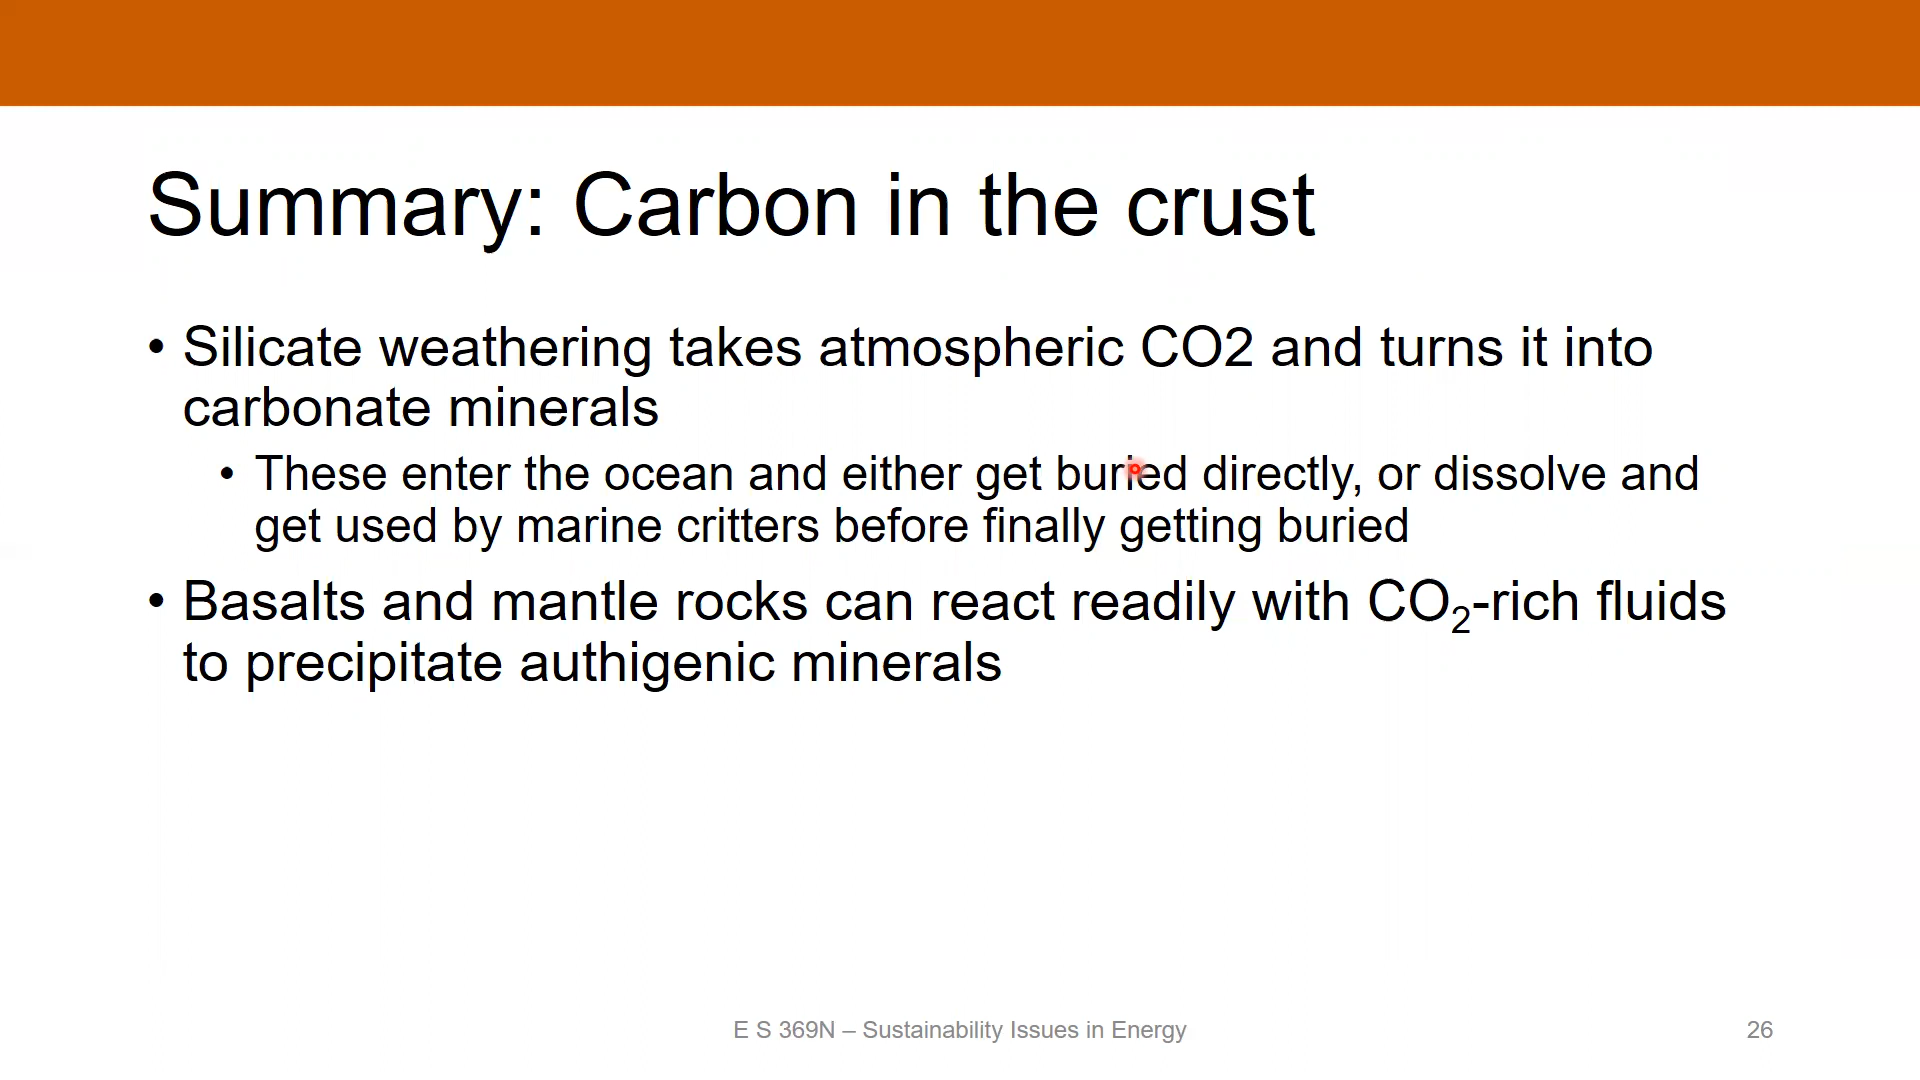 Summary: Carbon in the crust
• Silicate weathering takes atmospheric CO2 and turns it into
carbonate minerals
• These enter the ocean and either get buried directly, or dissolve and
get used by marine critters before finally getting buried
• Basalts and mantle rocks can react readily with CO₂-rich fluids
to precipitate authigenic minerals
E S 369N – Sustainability Issues in Energy
26